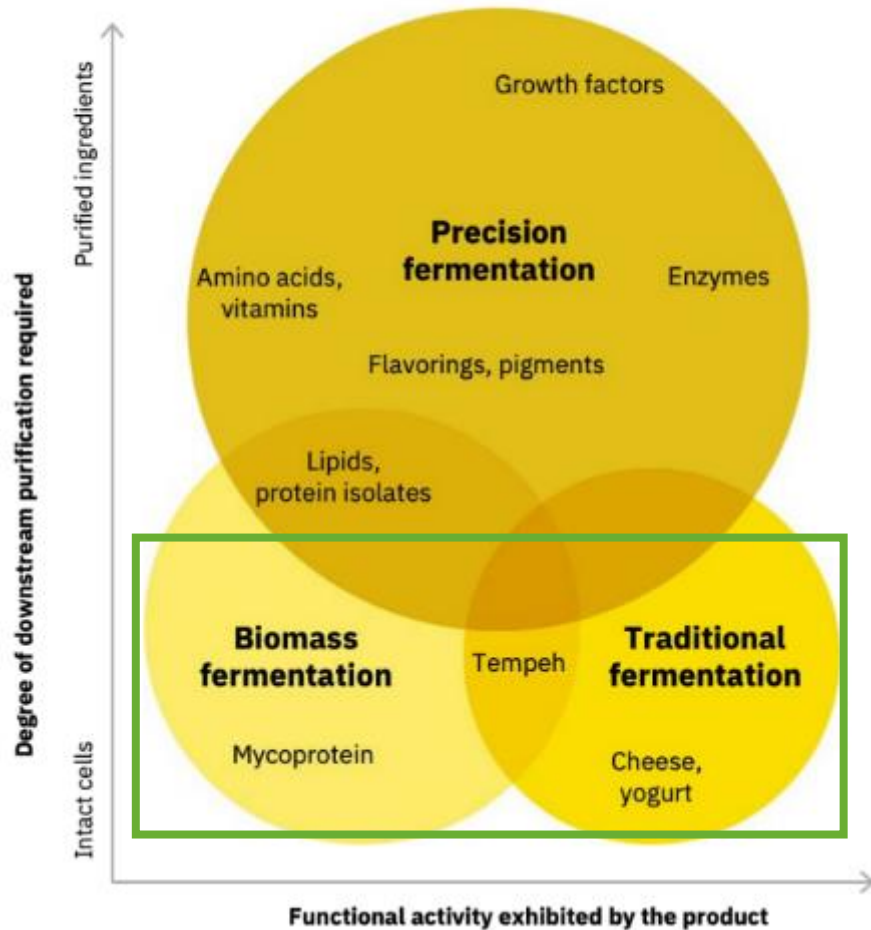 Growth factors
Purified ingredients
Precision
fermentation
Amino acids,
vitamins
Enzymes
Flavorings, pigments
Degree of downstream purification required
Lipids,
protein isolates
Biomass
fermentation
Tempeh
Traditional
fermentation
Mycoprotein
Cheese,
yogurt
Intact cells
Functional activity exhibited by the product